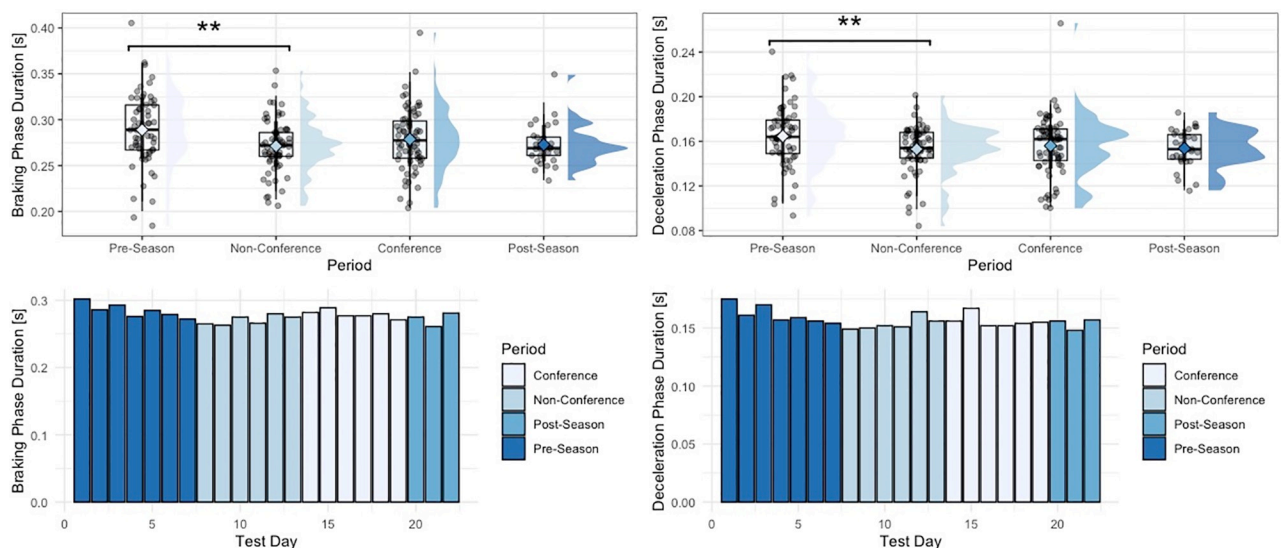 Braking Phase Duration [s]
0.40
0.35
0.30
0.25
0.20
**
Pre-Season
Non-Conference
Conference
Post-Season
Period
Deceleration Phase Duration [s]
0.24
0.20
0.16
0.12
0.08
**
Pre-Season
Non-Conference
Conference
Post-Season
Period
Braking Phase Duration [s]
0.3
0.2
0.1
0.0
0
5
10
15
20
Test Day
Period
Conference
Non-Conference
Post-Season
Pre-Season
Deceleration Phase Duration [s]
0.15
0.10
0.05
0.00
0
5
10
15
20
Test Day
Period
Conference
Non-Conference
Post-Season
Pre-Season